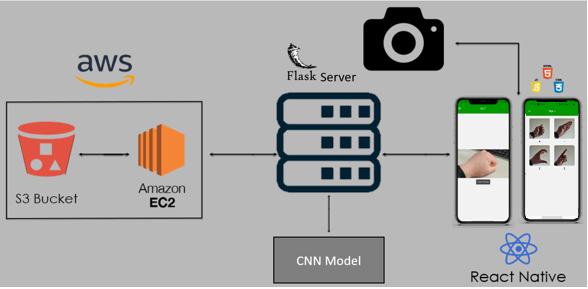 aws
Flask Server
S3 Bucket
Amazon
EC2
CNN Model
React Native